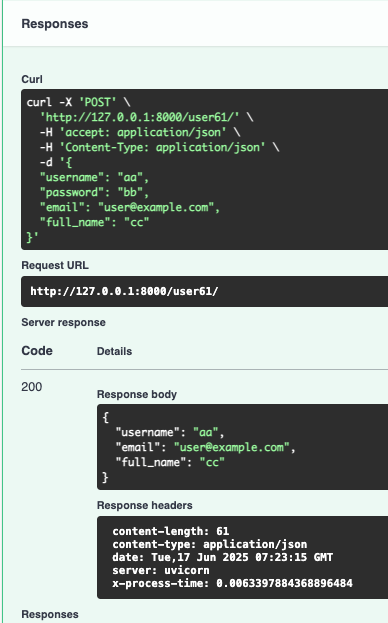 Responses
Curl
curl -X 'POST' \
  'http://127.0.0.1:8000/user61/' \
  -H 'accept: application/json' \
  -H 'Content-Type: application/json' \
  -d '{
  "username": "aa",
  "password": "bb",
  "email": "user@example.com",
  "full_name": "cc"
}'
Request URL
http://127.0.0.1:8000/user61/
Server response
Code Details
200
Response body
{
  "username": "aa",
  "email": "user@example.com",
  "full_name": "cc"
}
Response headers
content-length: 61
content-type: application/json
date: Tue,17 Jun 2025 07:23:15 GMT
server: uvicorn
x-process-time: 0.0063397884368896484
Responses